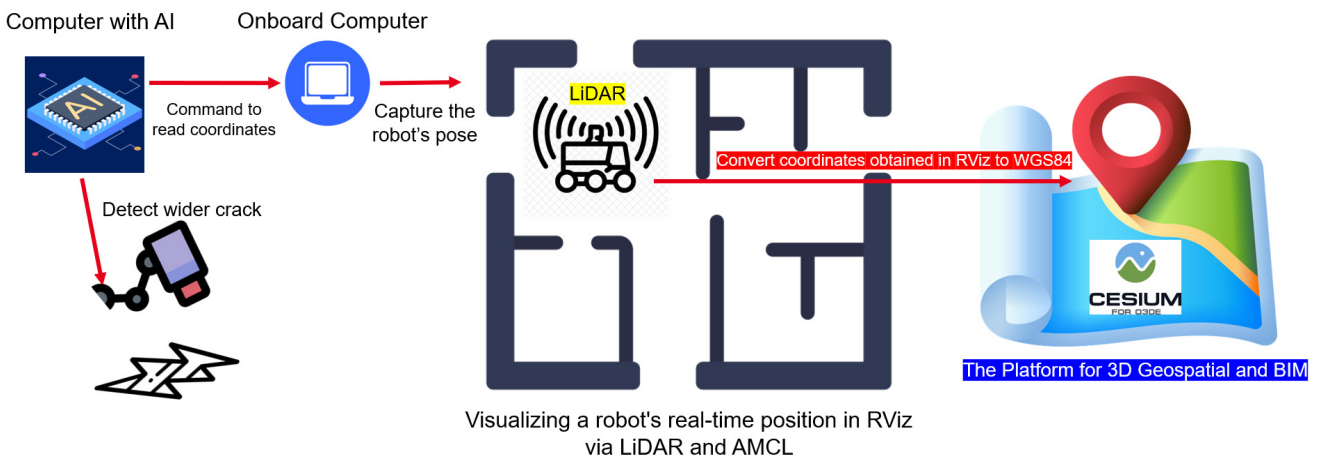 Computer with AI
Onboard Computer
AI
Command to
read coordinates
Capture the
robot's pose
LiDAR
Convert coordinates obtained in RViz to WGS84
Detect wider crack
CESIUM
FOR O3DE
The Platform for 3D Geospatial and BIM
Visualizing a robot's real-time position in RViz
via LiDAR and AMCL